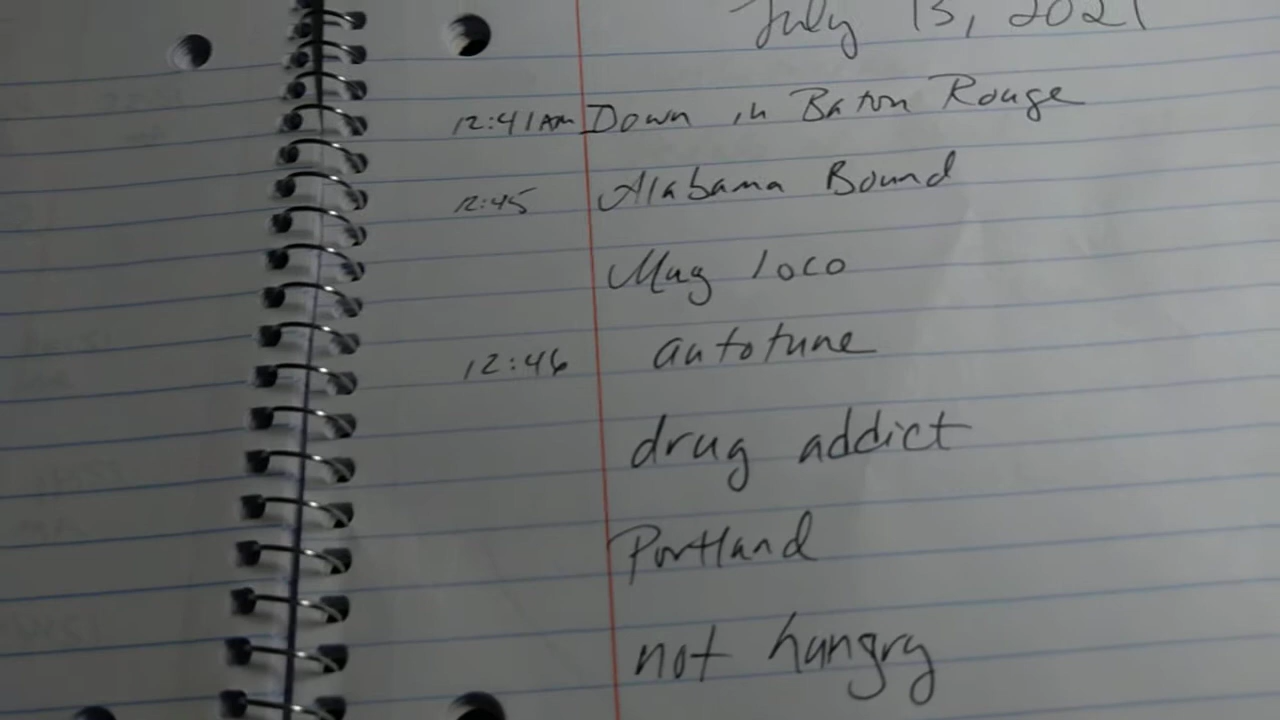 July 13, 2021
12:41AM Down in Baton Rouge
12:45 Alabama Bound
Mug loco
12:46 autotune
drug addict
Portland
not hungry